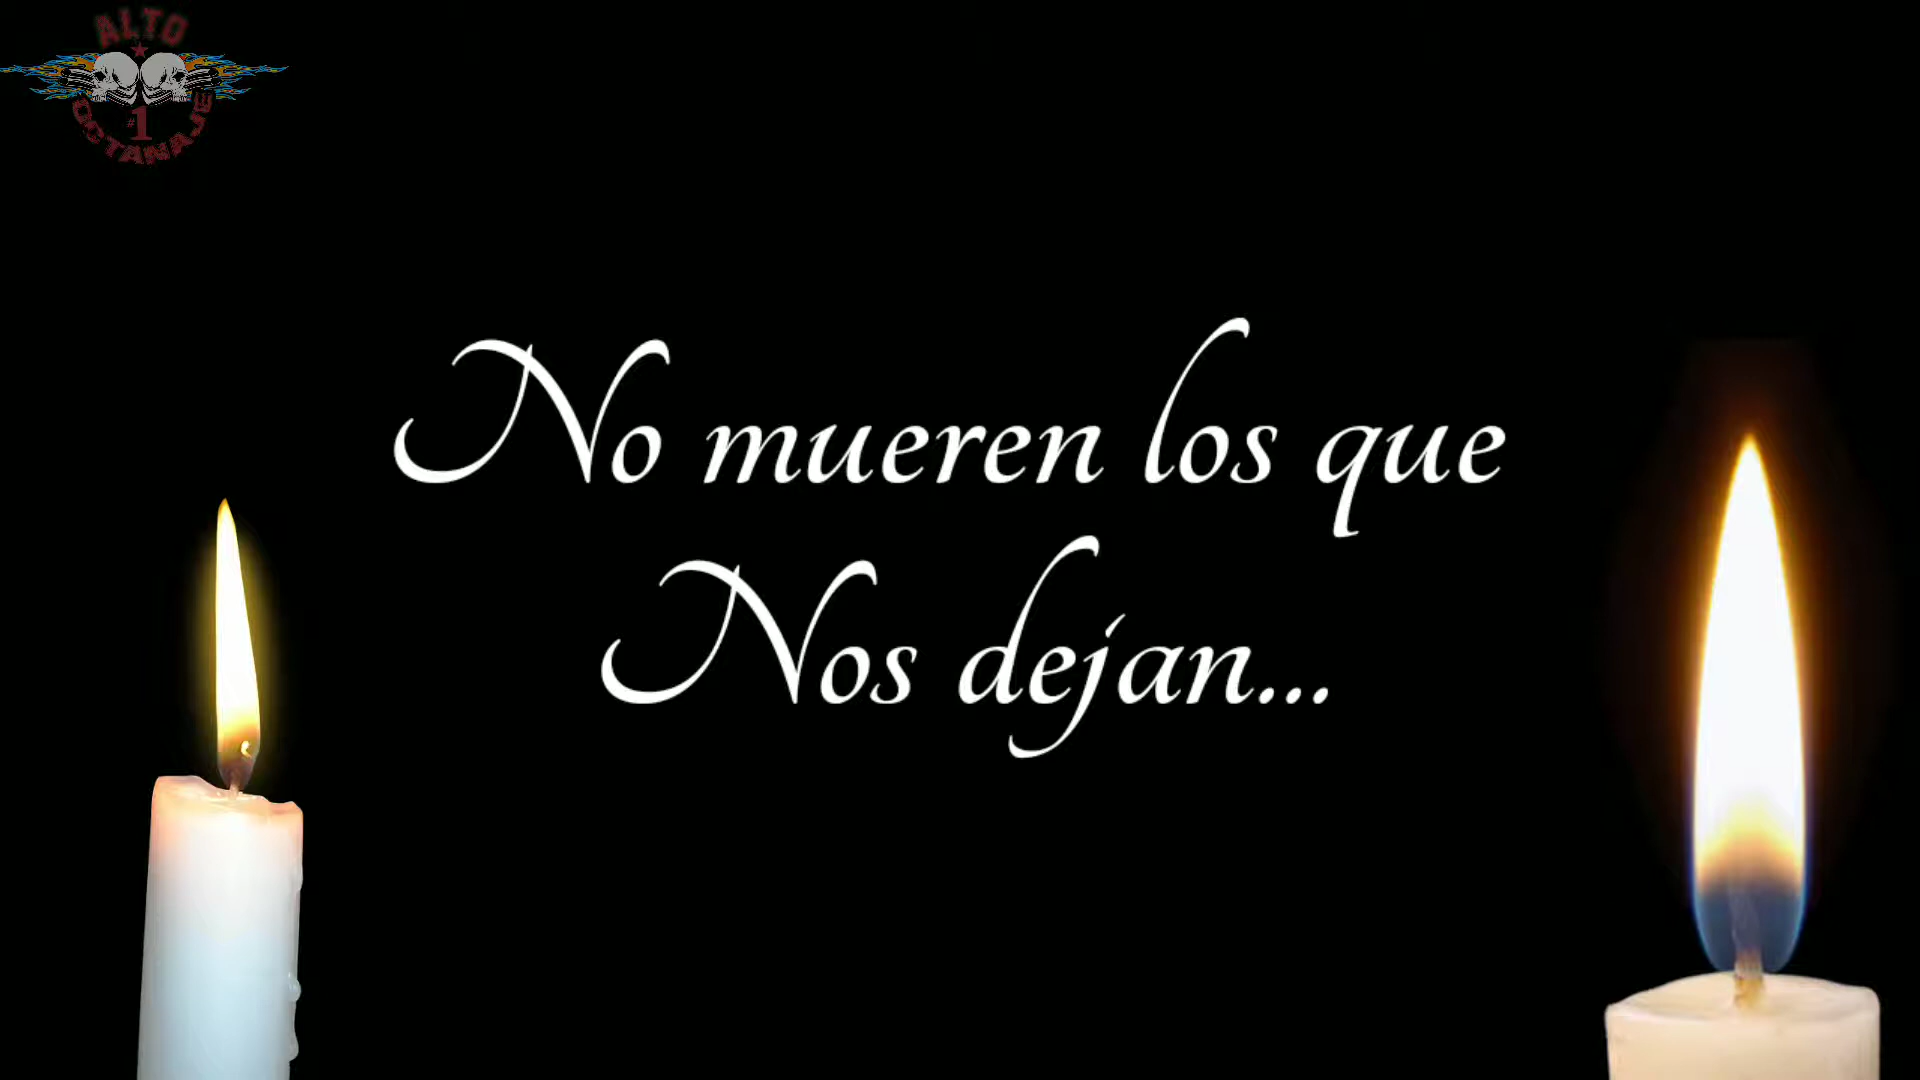 ALTO
#1
OCTANAJE
No mueren los que
Nos dejan...